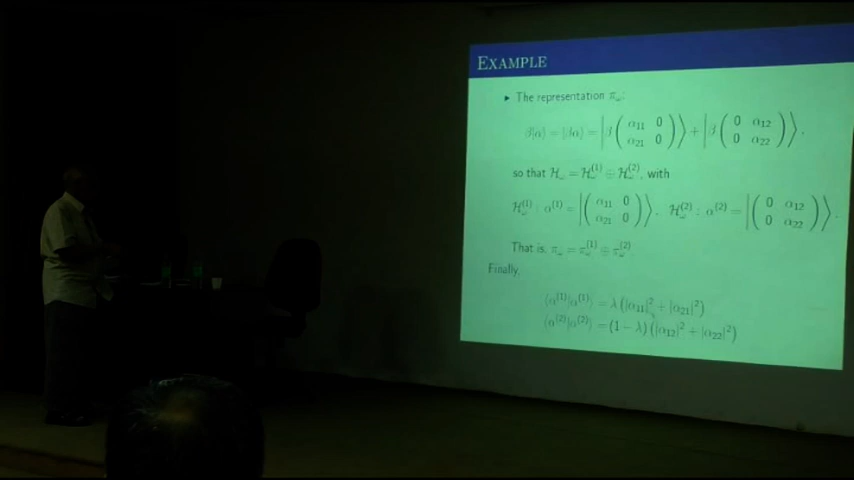 EXAMPLE
▸ The representation π_ω:
β|α⟩ = |βα⟩ = |β ( α₁₁ 0 ; α₂₁ 0 )⟩ + |β ( 0 α₁₂ ; 0 α₂₂ )⟩.
so that ℋ_ω = ℋ_ω^(1) ⊕ ℋ_ω^(2), with
ℋ_ω^(1) : α^(1) = |( α₁₁ 0 ; α₂₁ 0 )⟩. ℋ_ω^(2) : α^(2) = |( 0 α₁₂ ; 0 α₂₂ )⟩.
That is, π_ω = π_ω^(1) ⊕ π_ω^(2).
Finally,
⟨α^(1)|α^(1)⟩ = λ (|α₁₁|² + |α₂₁|²)
⟨α^(2)|α^(2)⟩ = (1 − λ) (|α₁₂|² + |α₂₂|²)